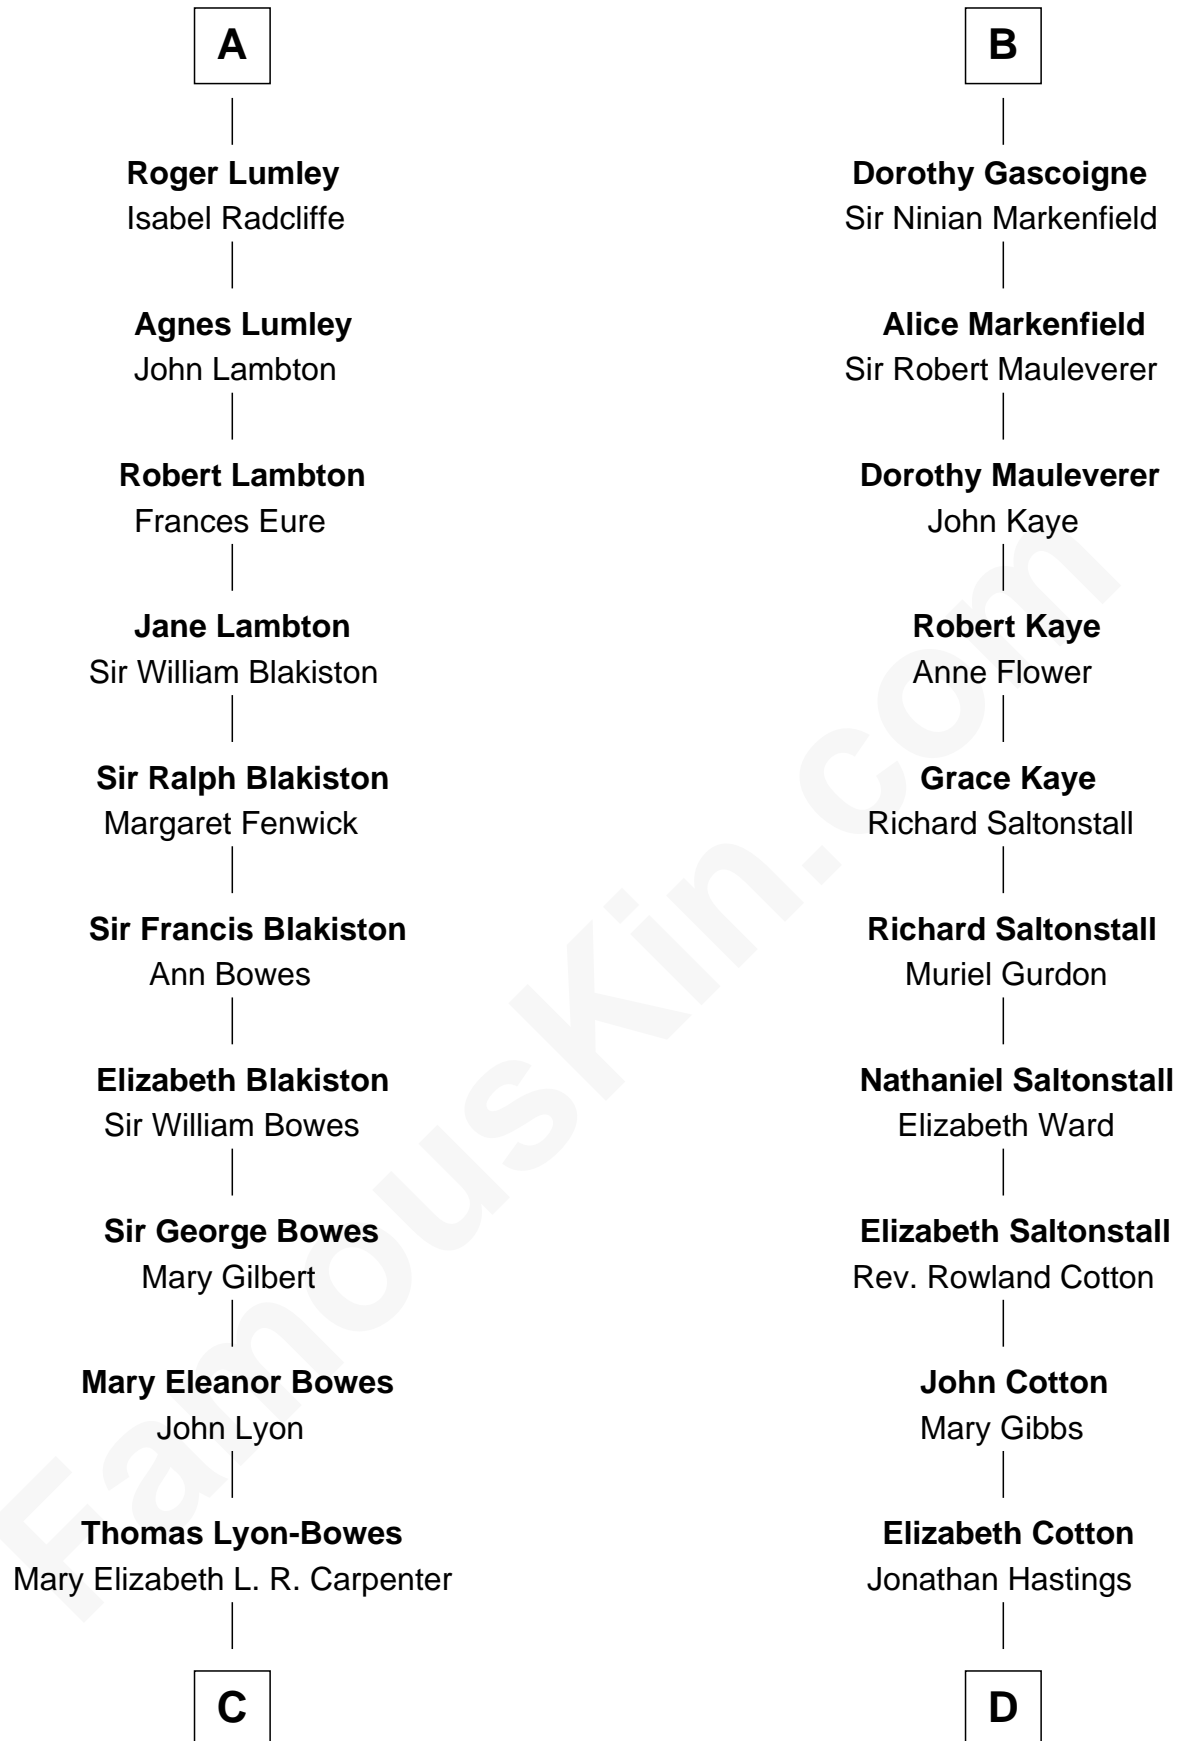 A
Roger Lumley
Isabel Radcliffe
Agnes Lumley
John Lambton
Robert Lambton
Frances Eure
Jane Lambton
Sir William Blakiston
Sir Ralph Blakiston
Margaret Fenwick
Sir Francis Blakiston
Ann Bowes
Elizabeth Blakiston
Sir William Bowes
Sir George Bowes
Mary Gilbert
Mary Eleanor Bowes
John Lyon
Thomas Lyon-Bowes
Mary Elizabeth L. R. Carpenter
C
B
Dorothy Gascoigne
Sir Ninian Markenfield
Alice Markenfield
Sir Robert Mauleverer
Dorothy Mauleverer
John Kaye
Robert Kaye
Anne Flower
Grace Kaye
Richard Saltonstall
Richard Saltonstall
Muriel Gurdon
Nathaniel Saltonstall
Elizabeth Ward
Elizabeth Saltonstall
Rev. Rowland Cotton
John Cotton
Mary Gibbs
Elizabeth Cotton
Jonathan Hastings
D
FamousKin.com